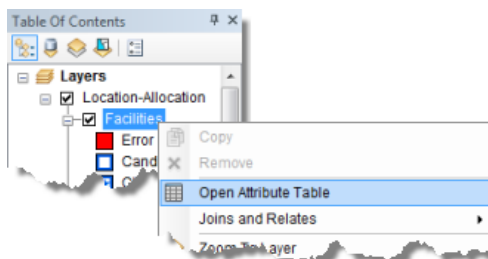 Table Of Contents
Layers
Location-Allocation
Facilities
Error
Cand
Copy
Remove
Open Attribute Table
Joins and Relates
Zoom To Layer